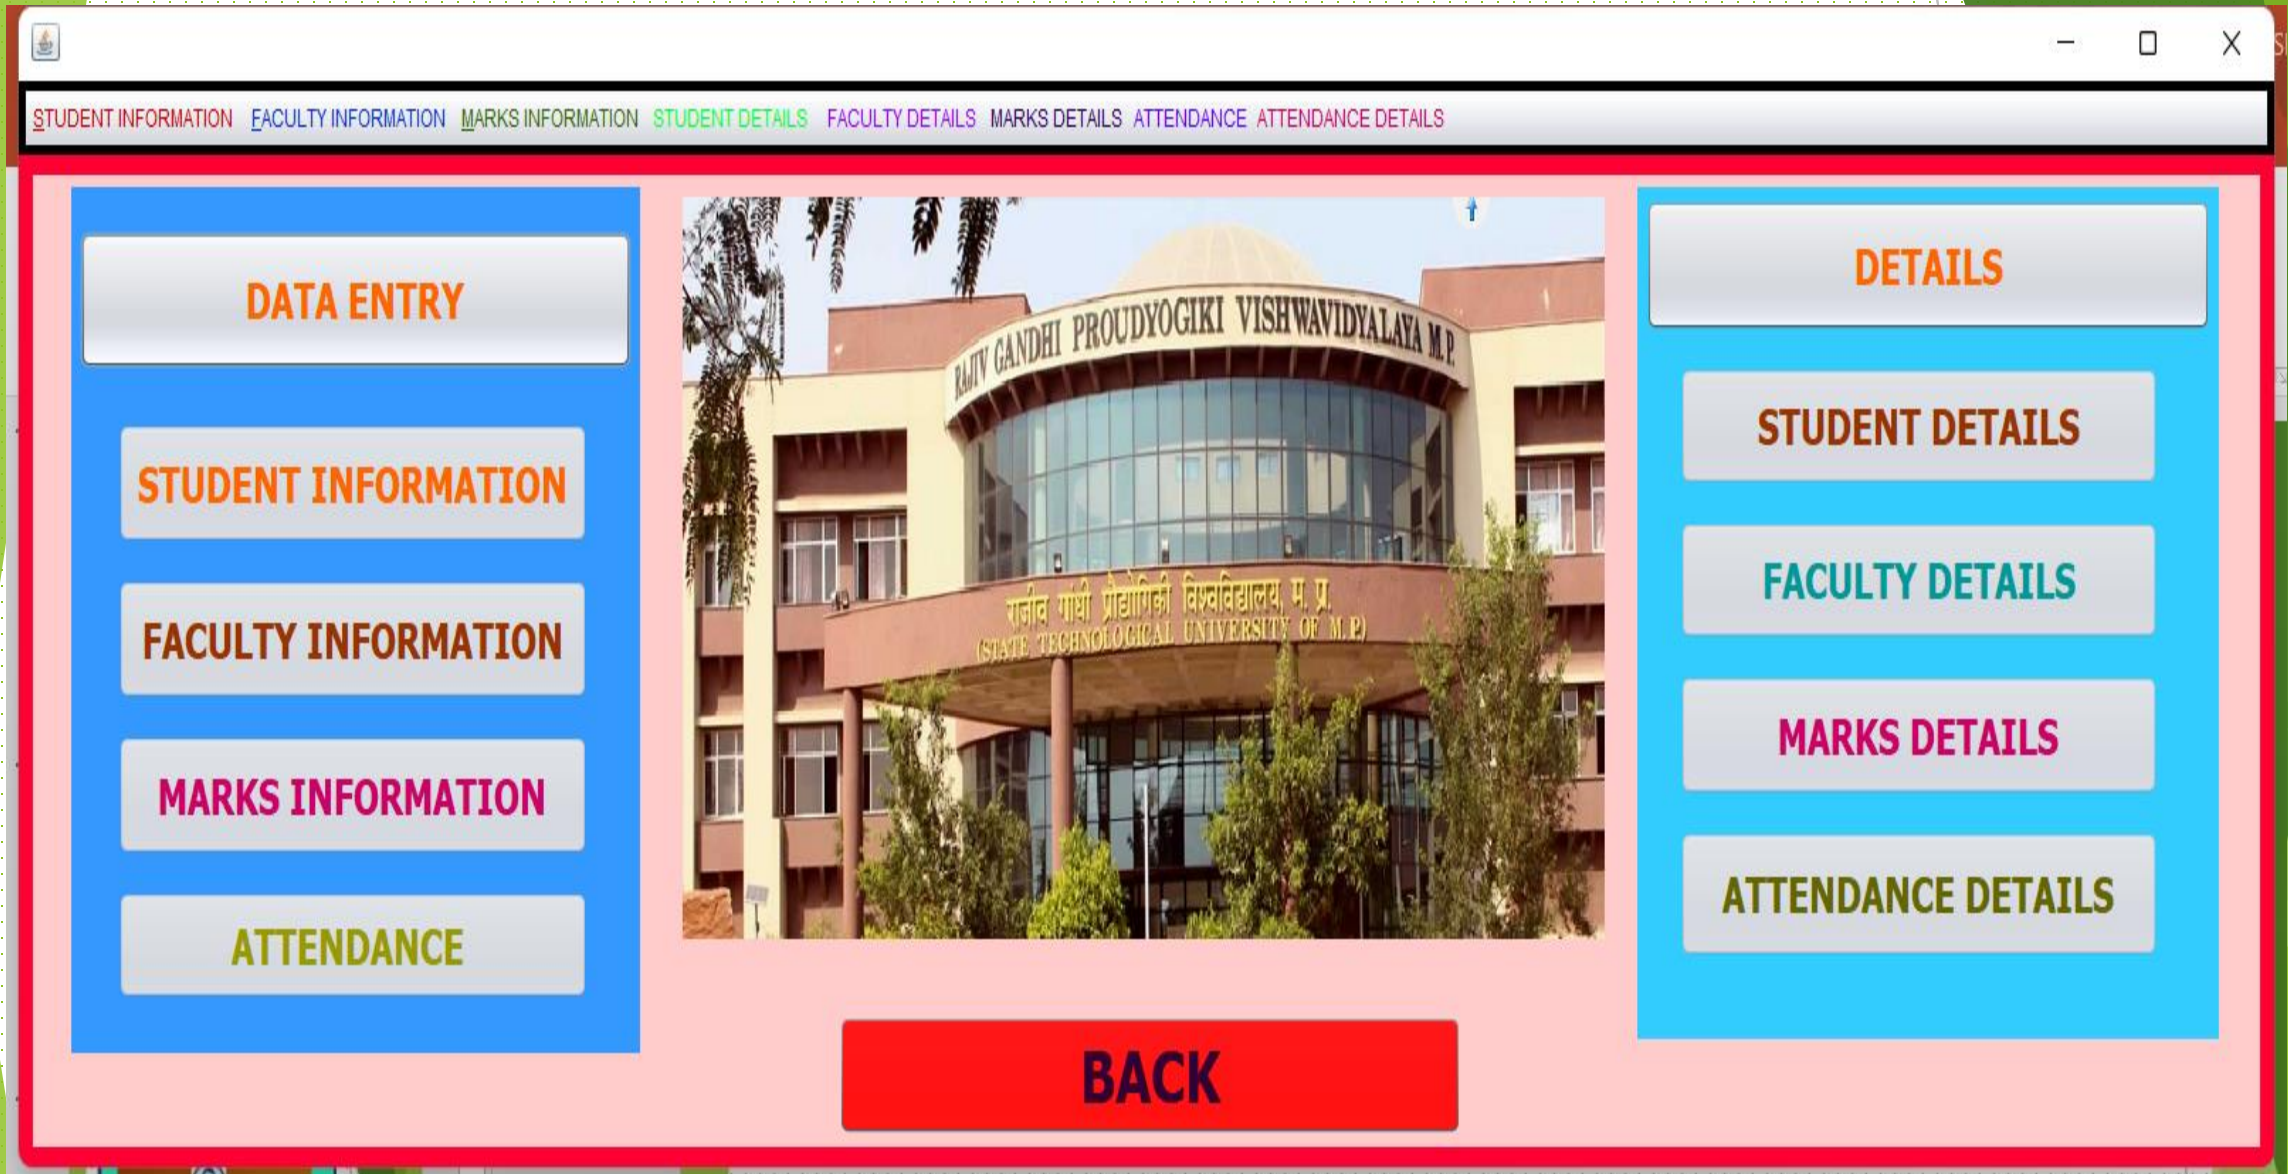 STUDENT INFORMATION FACULTY INFORMATION MARKS INFORMATION STUDENT DETAILS FACULTY DETAILS MARKS DETAILS ATTENDANCE ATTENDANCE DETAILS
DATA ENTRY
STUDENT INFORMATION
FACULTY INFORMATION
MARKS INFORMATION
ATTENDANCE
RAJIV GANDHI PROUDYOGIKI VISHWAVIDYALAYA M.P.
राजीव गांधी प्रौद्योगिकी विश्वविद्यालय, म. प्र.
(STATE TECHNOLOGICAL UNIVERSITY OF M.P.)
BACK
DETAILS
STUDENT DETAILS
FACULTY DETAILS
MARKS DETAILS
ATTENDANCE DETAILS